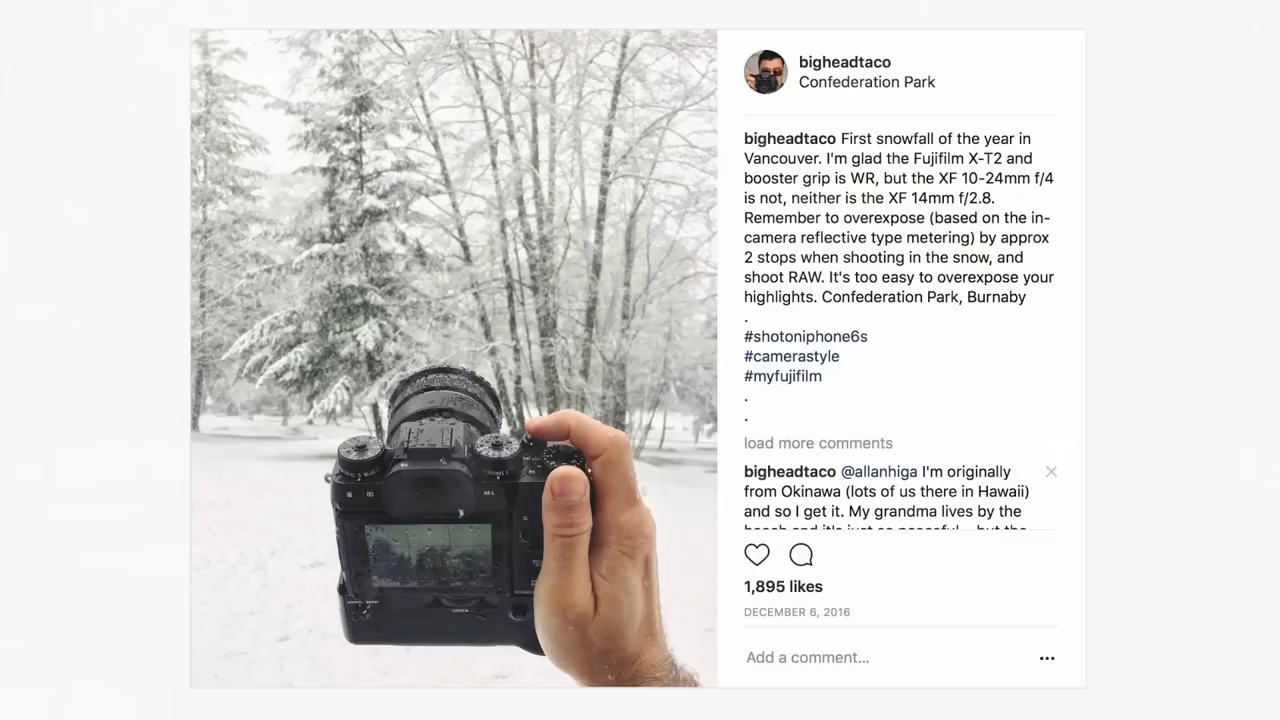 bigheadtaco
Confederation Park
bigheadtaco First snowfall of the year in
Vancouver. I'm glad the Fujifilm X-T2 and
booster grip is WR, but the XF 10-24mm f/4
is not, neither is the XF 14mm f/2.8.
Remember to overexpose (based on the in-
camera reflective type metering) by approx
2 stops when shooting in the snow, and
shoot RAW. It's too easy to overexpose your
highlights. Confederation Park, Burnaby
.
#shotoniphone6s
#camerastyle
#myfujifilm
.
.
load more comments
bigheadtaco @allanhiga I'm originally
from Okinawa (lots of us there in Hawaii)
and so I get it. My grandma lives by the
1,895 likes
DECEMBER 6, 2016
Add a comment...
AE-L
Q
LOCK